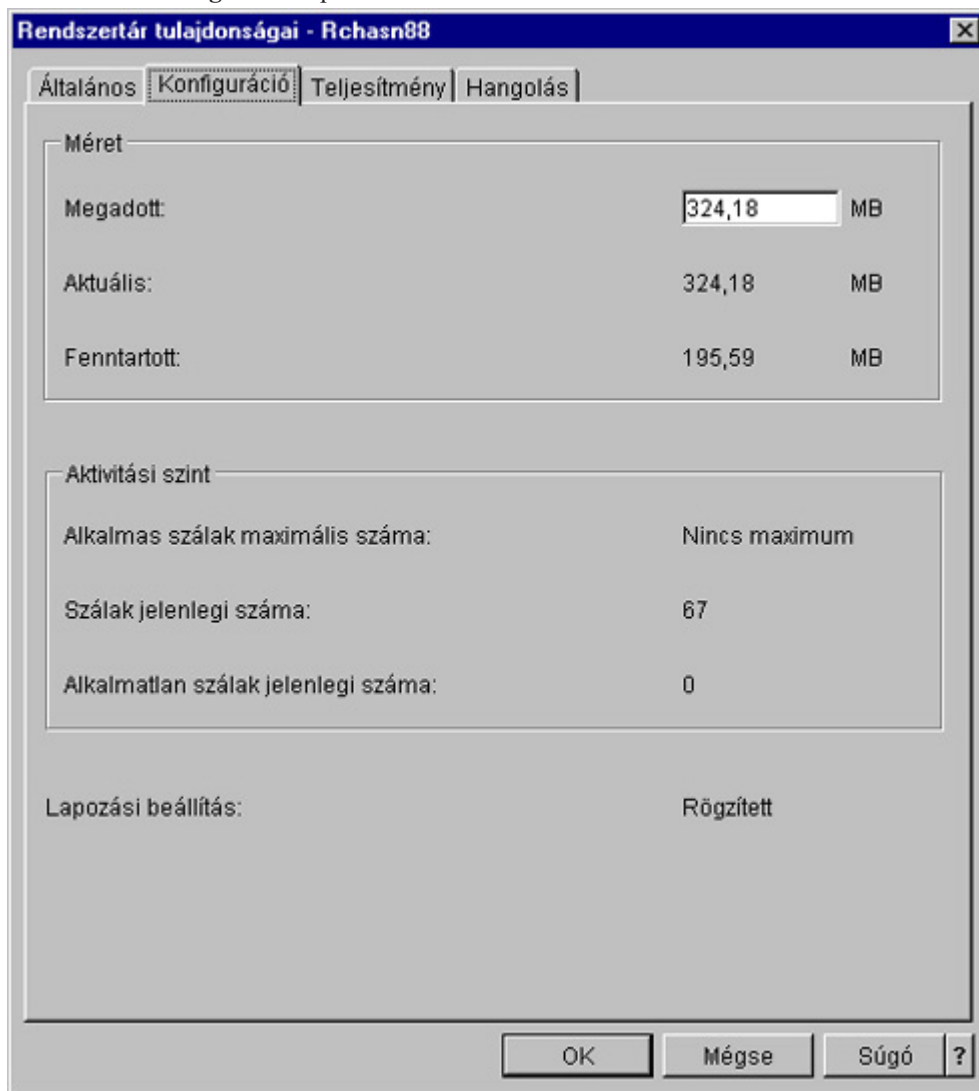 Rendszertár tulajdonságai - Rchasn88
Általános Konfiguráció Teljesítmény Hangolás
Méret
Megadott: 324,18 MB
Aktuális: 324,18 MB
Fenntartott: 195,59 MB
Aktivitási szint
Alkalmas szálak maximális száma: Nincs maximum
Szálak jelenlegi száma: 67
Alkalmatlan szálak jelenlegi száma: 0
Lapozási beállítás: Rögzített
OK Mégse Súgó ?